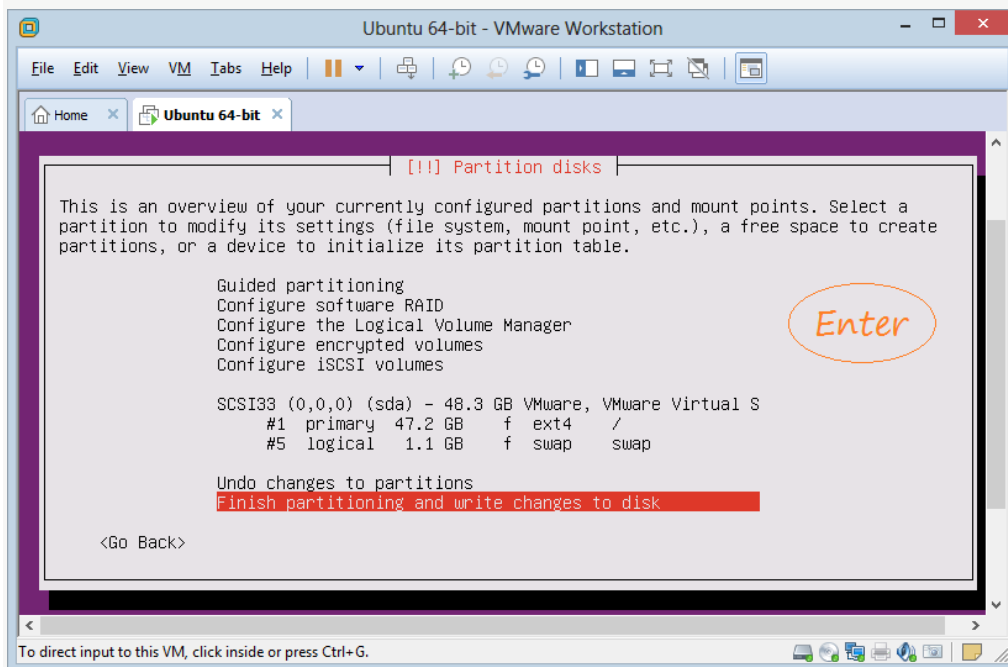 Ubuntu 64-bit - VMware Workstation
File Edit View VM Tabs Help
Home Ubuntu 64-bit
[!!] Partition disks
This is an overview of your currently configured partitions and mount points. Select a
partition to modify its settings (file system, mount point, etc.), a free space to create
partitions, or a device to initialize its partition table.
Guided partitioning
Configure software RAID
Configure the Logical Volume Manager
Configure encrypted volumes
Configure iSCSI volumes
Enter
SCSI33 (0,0,0) (sda) - 48.3 GB VMware, VMware Virtual S
#1 primary 47.2 GB f ext4 /
#5 logical 1.1 GB f swap swap
Undo changes to partitions
Finish partitioning and write changes to disk
<Go Back>
To direct input to this VM, click inside or press Ctrl+G.